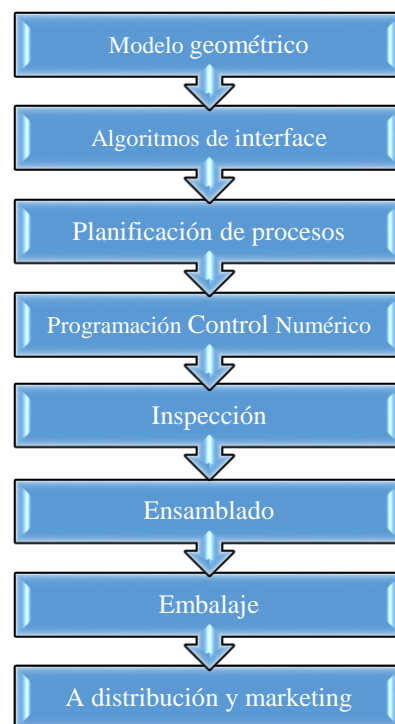 Modelo geométrico
Algoritmos de interface
Planificación de procesos
Programación Control Numérico
Inspección
Ensamblado
Embalaje
A distribución y marketing